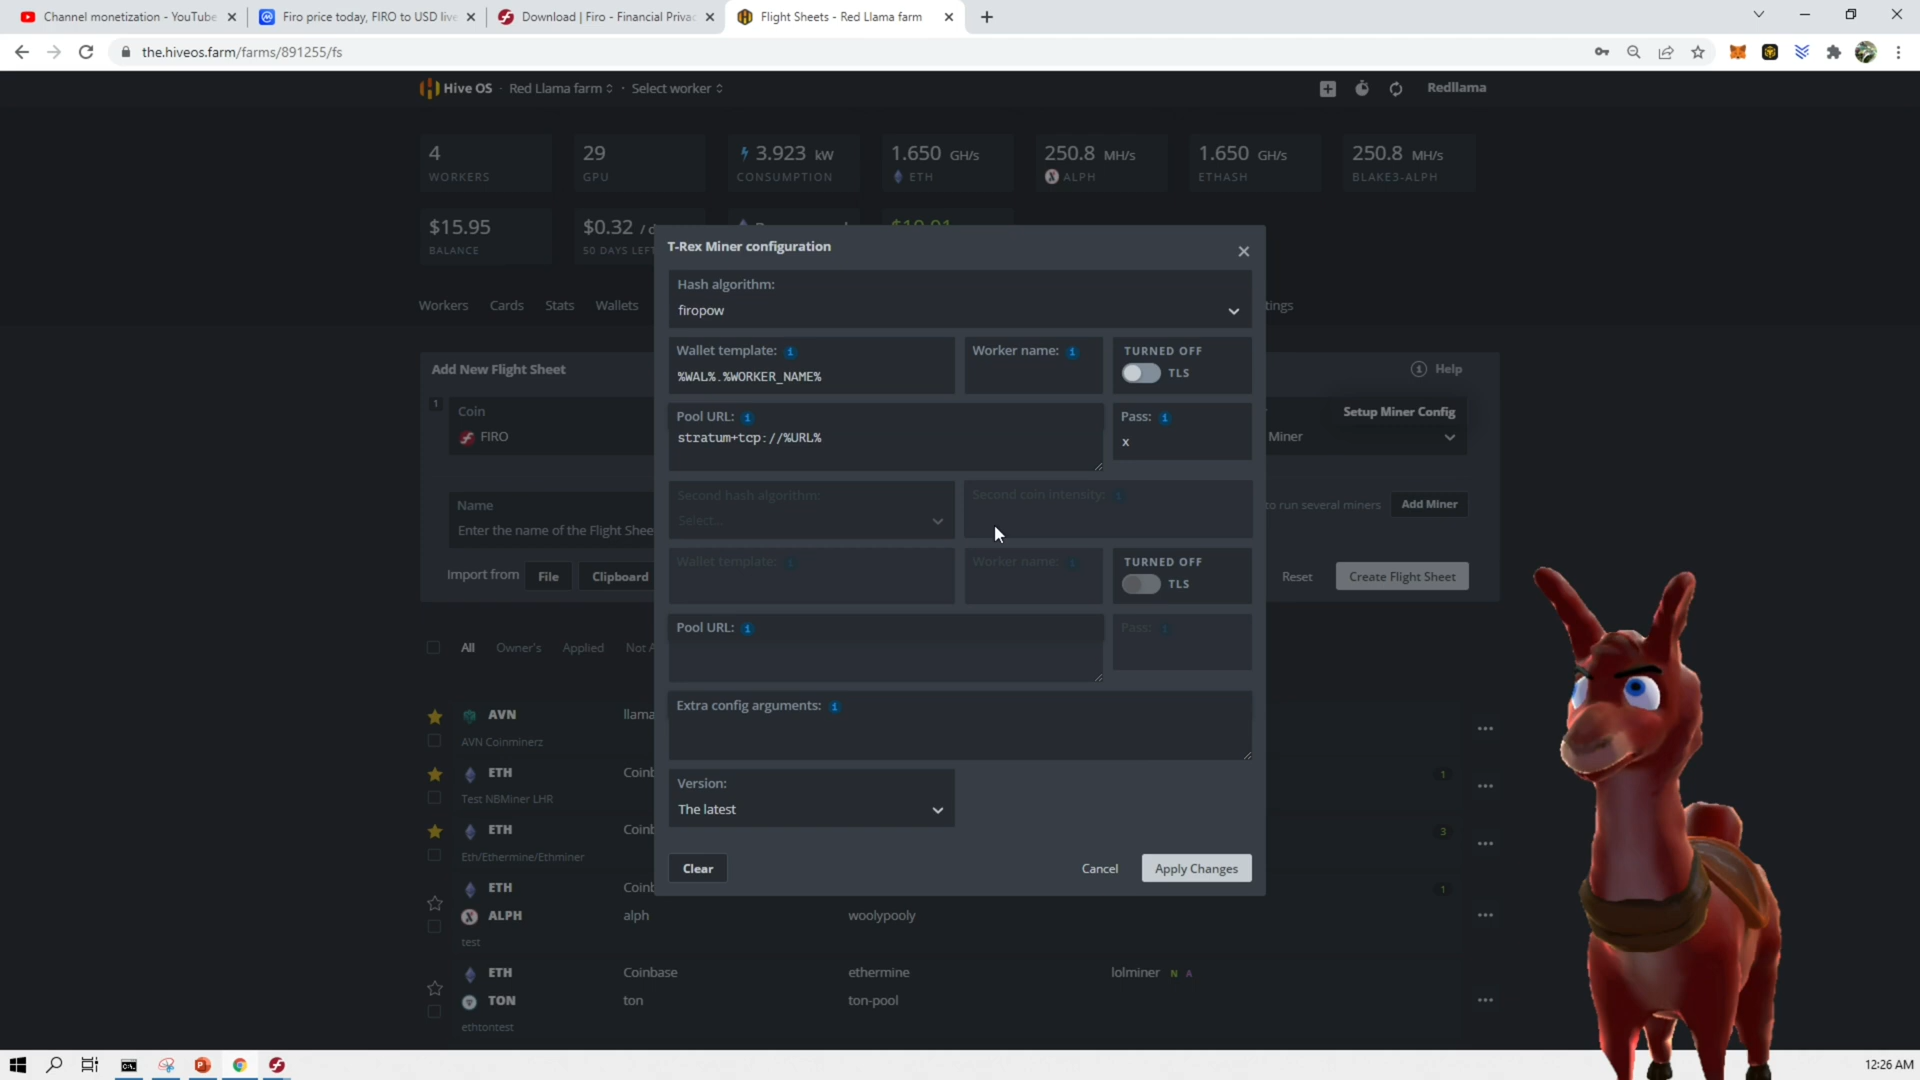 Channel monetization - YouTube
Firo price today, FIRO to USD live
Download | Firo - Financial Privac
Flight Sheets - Red Llama farm
the.hiveos.farm/farms/891255/fs
Hive OS · Red Llama farm · Select worker
Redllama
4
WORKERS
29
GPU
3.923 kW
CONSUMPTION
1.650 GH/s
ETH
250.8 MH/s
ALPH
1.650 GH/s
ETHASH
250.8 MH/s
BLAKE3-ALPH
$15.95
BALANCE
$0.32 / d
50 DAYS LEFT
Workers Cards Stats Wallets
tings
T-Rex Miner configuration
Hash algorithm:
firopow
Wallet template:
%WAL%.%WORKER_NAME%
Worker name:
TURNED OFF
TLS
Pool URL:
stratum+tcp://%URL%
Pass:
x
Second hash algorithm:
Select...
Second coin intensity:
Wallet template:
Worker name:
TURNED OFF
TLS
Pool URL:
Pass:
Extra config arguments:
Version:
The latest
Clear
Cancel
Apply Changes
Add New Flight Sheet
Help
1
Coin
FIRO
Setup Miner Config
Miner
Name
Enter the name of the Flight Shee
to run several miners
Add Miner
Import from File Clipboard
Reset
Create Flight Sheet
All Owner's Applied Not A
AVN llama
AVN Coinminerz
ETH Coinb
1
Test NBMiner LHR
ETH Coinb
3
Eth/Ethermine/Ethminer
ETH Coinb
1
ALPH alph woolypooly
test
ETH Coinbase ethermine lolminer N A
TON ton ton-pool
ethtontest
12:26 AM